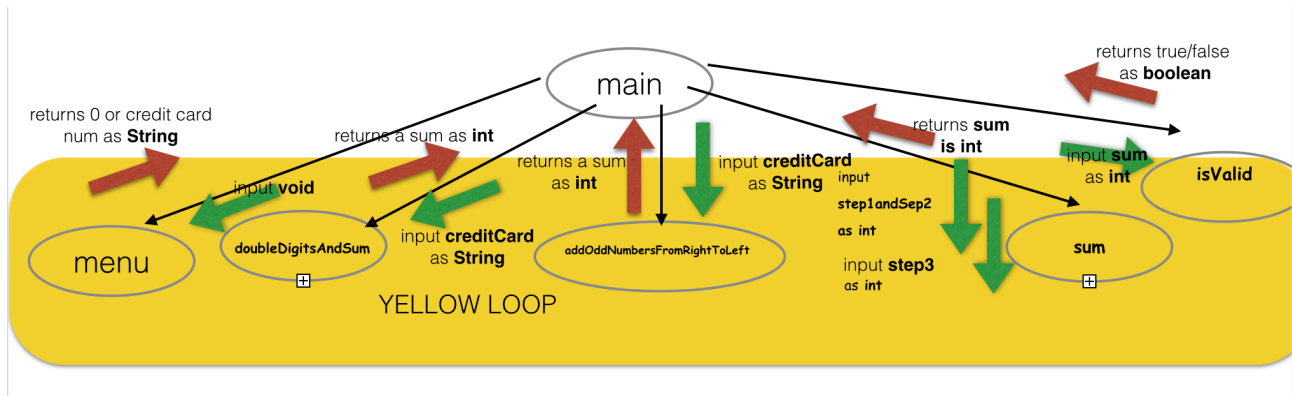 main
returns true/false
as boolean
returns 0 or credit card
num as String
returns a sum as int
returns sum
is int
returns a sum
as int
input creditCard
as String
input
step1andSep2
as int
input sum
as int
isValid
input void
input creditCard
as String
doubleDigitsAndSum
addOddNumbersFromRightToLeft
sum
menu
input step3
as int
YELLOW LOOP